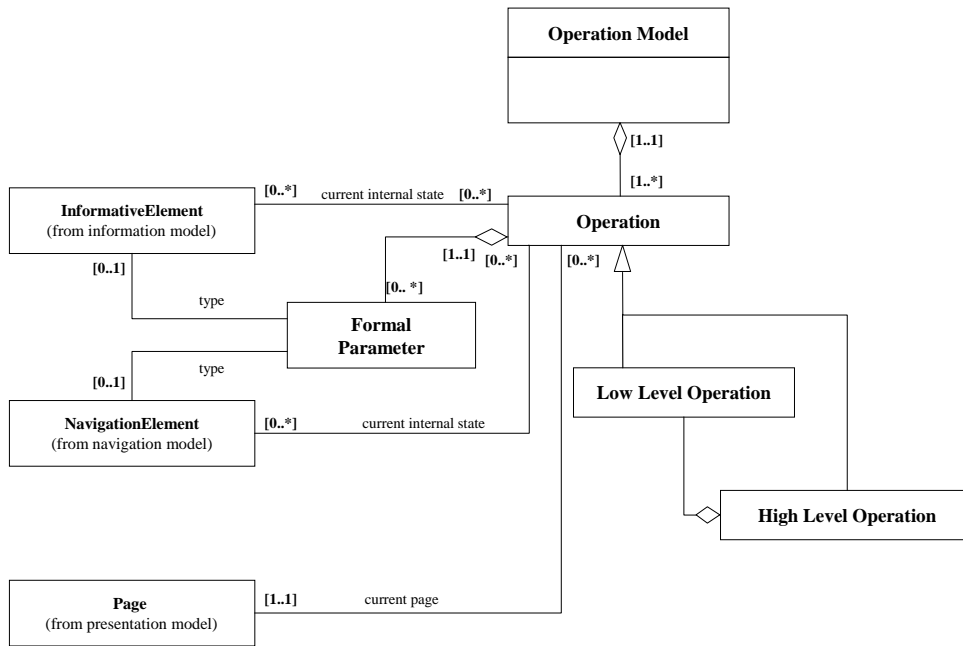 Operation Model
[1..1]
[1..*]
[0..*]
current internal state
[0..*]
InformativeElement
(from information model)
Operation
[1..1]
[0..*]
[0..*]
[0..1]
[0.. *]
type
Formal
Parameter
type
[0..1]
Low Level Operation
NavigationElement
(from navigation model)
[0..*]
current internal state
High Level Operation
Page
(from presentation model)
[1..1]
current page